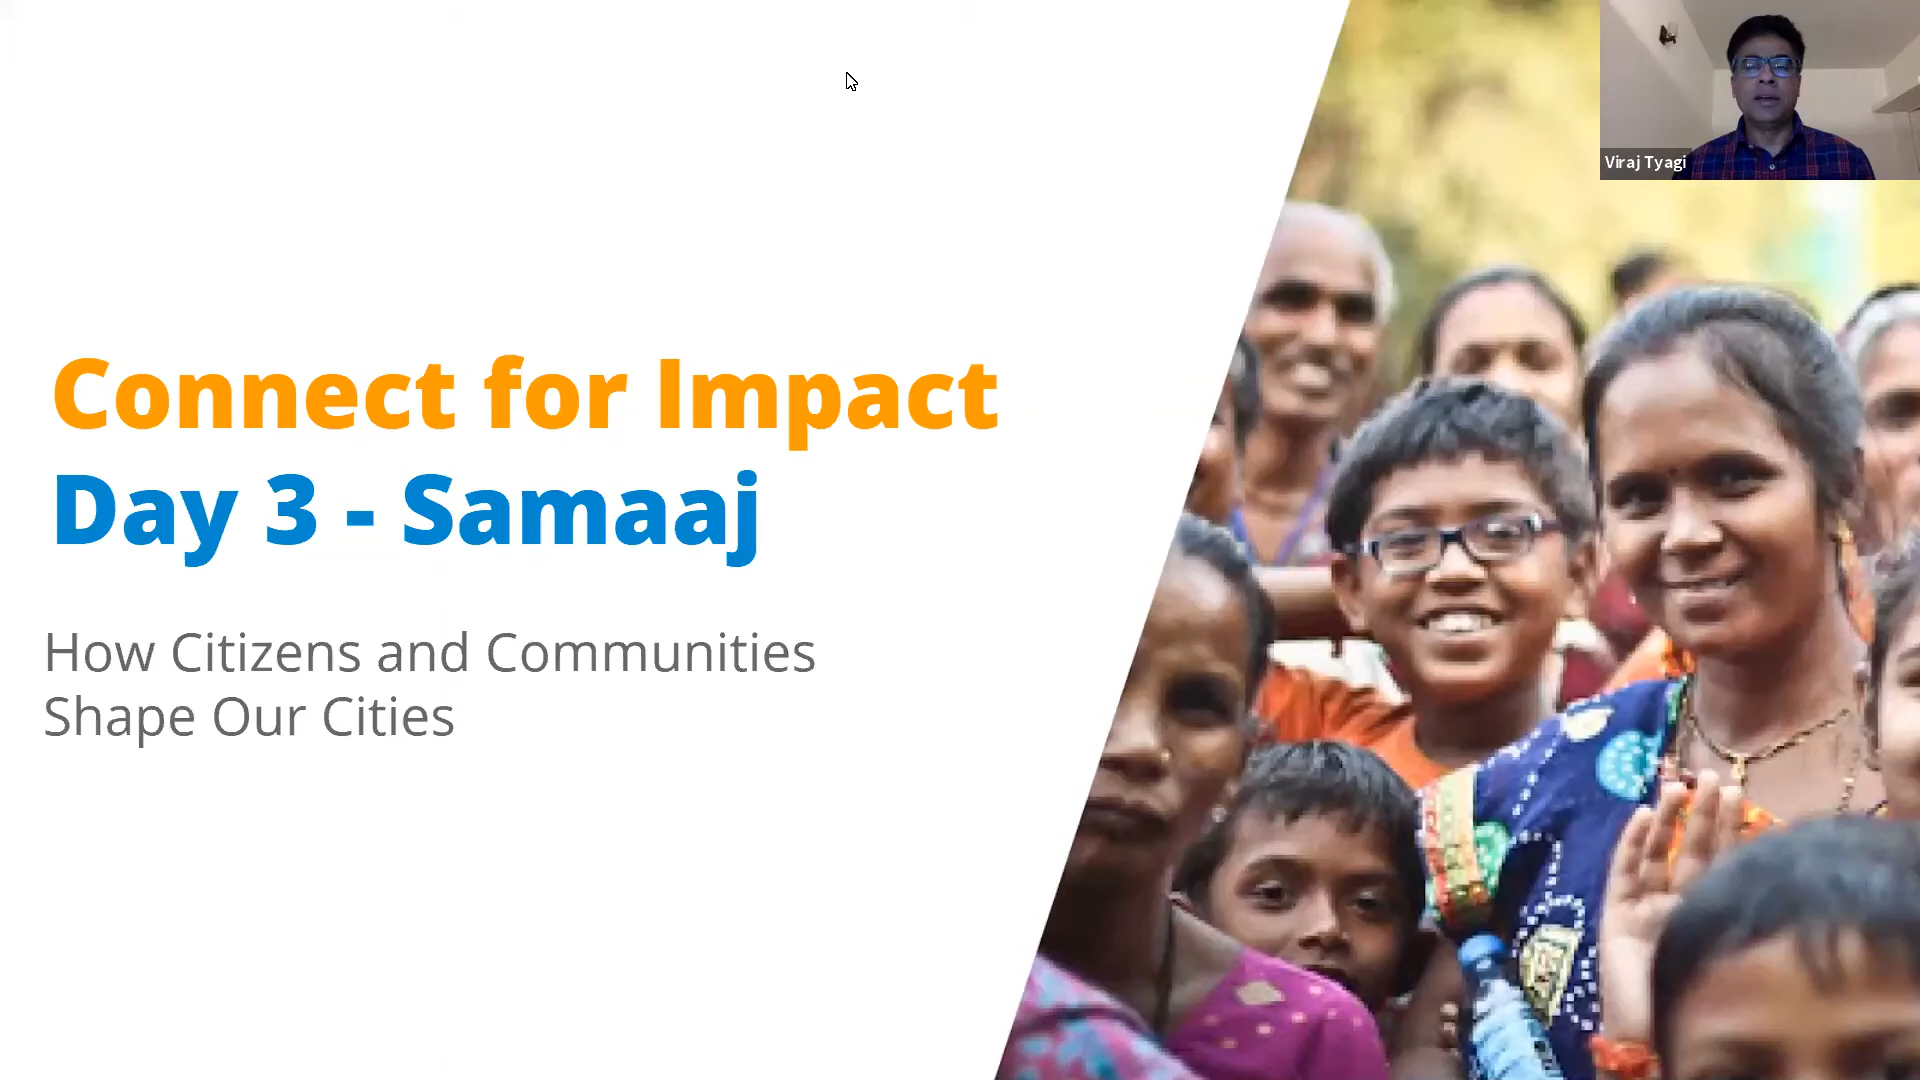 Connect for Impact
Day 3 - Samaaj
How Citizens and Communities
Shape Our Cities
Viraj Tyagi